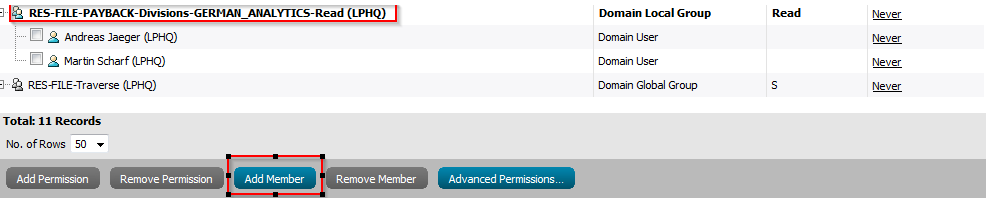 RES-FILE-PAYBACK-Divisions-GERMAN_ANALYTICS-Read (LPHQ) Domain Local Group Read Never
Andreas Jaeger (LPHQ) Domain User Never
Martin Scharf (LPHQ) Domain User Never
RES-FILE-Traverse (LPHQ) Domain Global Group S Never
Total: 11 Records
No. of Rows 50
Add Permission Remove Permission Add Member Remove Member Advanced Permissions...